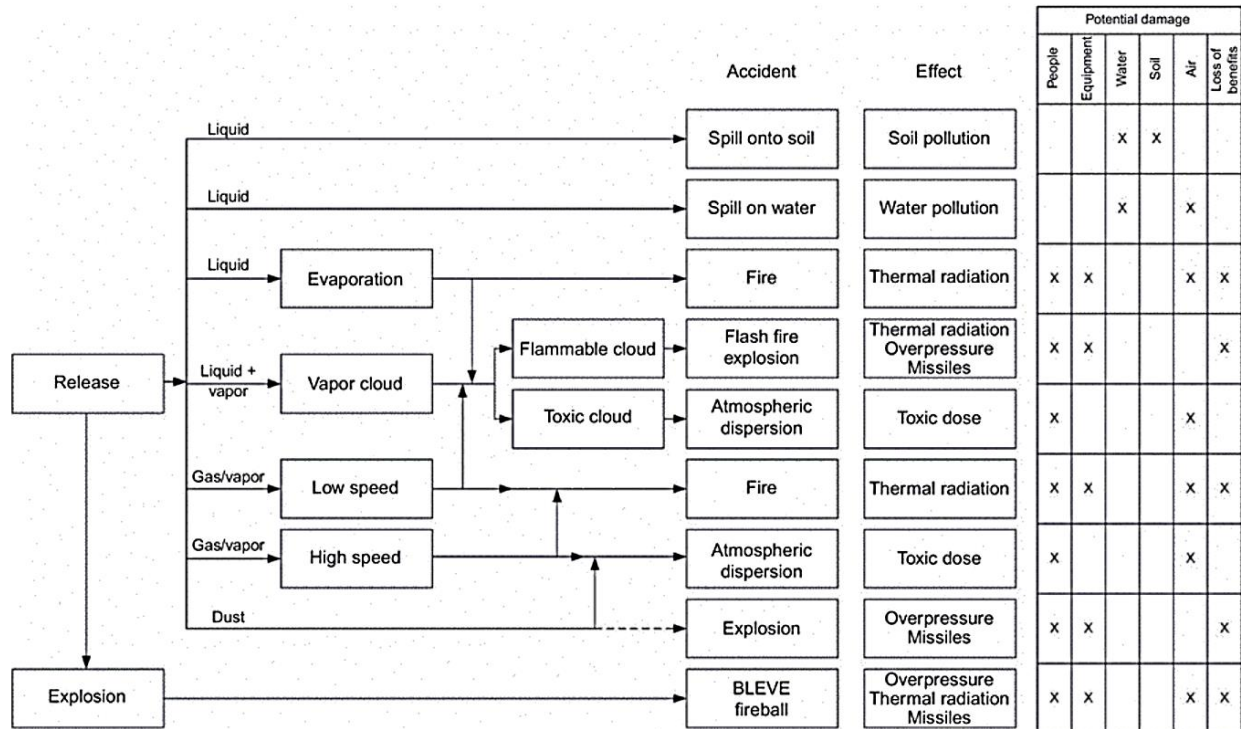 Potential damage
Accident
Effect
People
Equipment
Water
Soil
Air
Loss of
benefits
Liquid
Spill onto soil
Soil pollution
x
x
Liquid
Spill on water
Water pollution
x
x
Liquid
Evaporation
Fire
Thermal radiation
x
x
x
x
Release
Liquid +
vapor
Vapor cloud
Flammable cloud
Flash fire
explosion
Thermal radiation
Overpressure
Missiles
x
x
x
Toxic cloud
Atmospheric
dispersion
Toxic dose
x
x
Gas/vapor
Low speed
Fire
Thermal radiation
x
x
x
x
Gas/vapor
High speed
Atmospheric
dispersion
Toxic dose
x
x
Dust
Explosion
Overpressure
Missiles
x
x
x
Explosion
BLEVE
fireball
Overpressure
Thermal radiation
Missiles
x
x
x
x